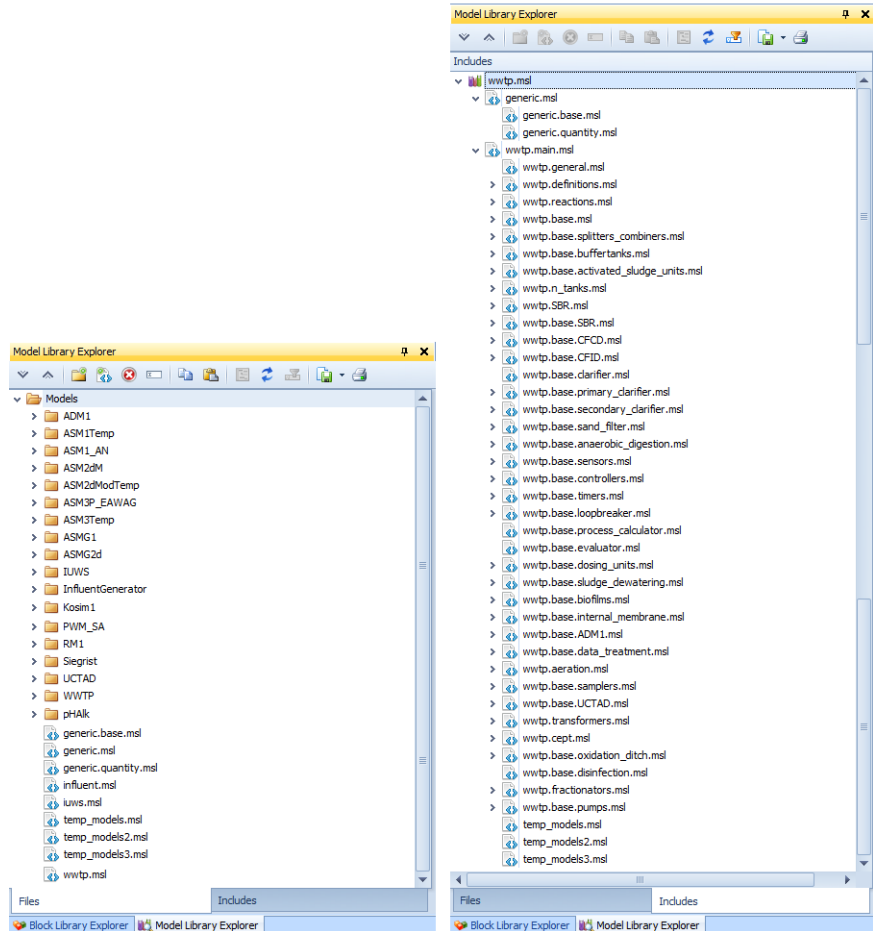 Model Library Explorer
Models
ADM1
ASM1Temp
ASM1_AN
ASM2dM
ASM2dModTemp
ASM3P_EAWAG
ASM3Temp
ASMG1
ASMG2d
IUWS
InfluentGenerator
Kosim1
PWM_SA
RM1
Siegrist
UCTAD
WWTP
pHAlk
generic.base.msl
generic.msl
generic.quantity.msl
influent.msl
iuws.msl
temp_models.msl
temp_models2.msl
temp_models3.msl
wwtp.msl
Files Includes
Block Library Explorer Model Library Explorer
Model Library Explorer
Includes
wwtp.msl
generic.msl
generic.base.msl
generic.quantity.msl
wwtp.main.msl
wwtp.general.msl
wwtp.definitions.msl
wwtp.reactions.msl
wwtp.base.msl
wwtp.base.splitters_combiners.msl
wwtp.base.buffertanks.msl
wwtp.base.activated_sludge_units.msl
wwtp.n_tanks.msl
wwtp.SBR.msl
wwtp.base.SBR.msl
wwtp.base.CFCD.msl
wwtp.base.CFID.msl
wwtp.base.clarifier.msl
wwtp.base.primary_clarifier.msl
wwtp.base.secondary_clarifier.msl
wwtp.base.sand_filter.msl
wwtp.base.anaerobic_digestion.msl
wwtp.base.sensors.msl
wwtp.base.controllers.msl
wwtp.base.timers.msl
wwtp.base.loopbreaker.msl
wwtp.base.process_calculator.msl
wwtp.base.evaluator.msl
wwtp.base.dosing_units.msl
wwtp.base.sludge_dewatering.msl
wwtp.base.biofilms.msl
wwtp.base.internal_membrane.msl
wwtp.base.ADM1.msl
wwtp.base.data_treatment.msl
wwtp.aeration.msl
wwtp.base.samplers.msl
wwtp.base.UCTAD.msl
wwtp.transformers.msl
wwtp.cept.msl
wwtp.base.oxidation_ditch.msl
wwtp.base.disinfection.msl
wwtp.fractionators.msl
wwtp.base.pumps.msl
temp_models.msl
temp_models2.msl
temp_models3.msl
Files Includes
Block Library Explorer Model Library Explorer